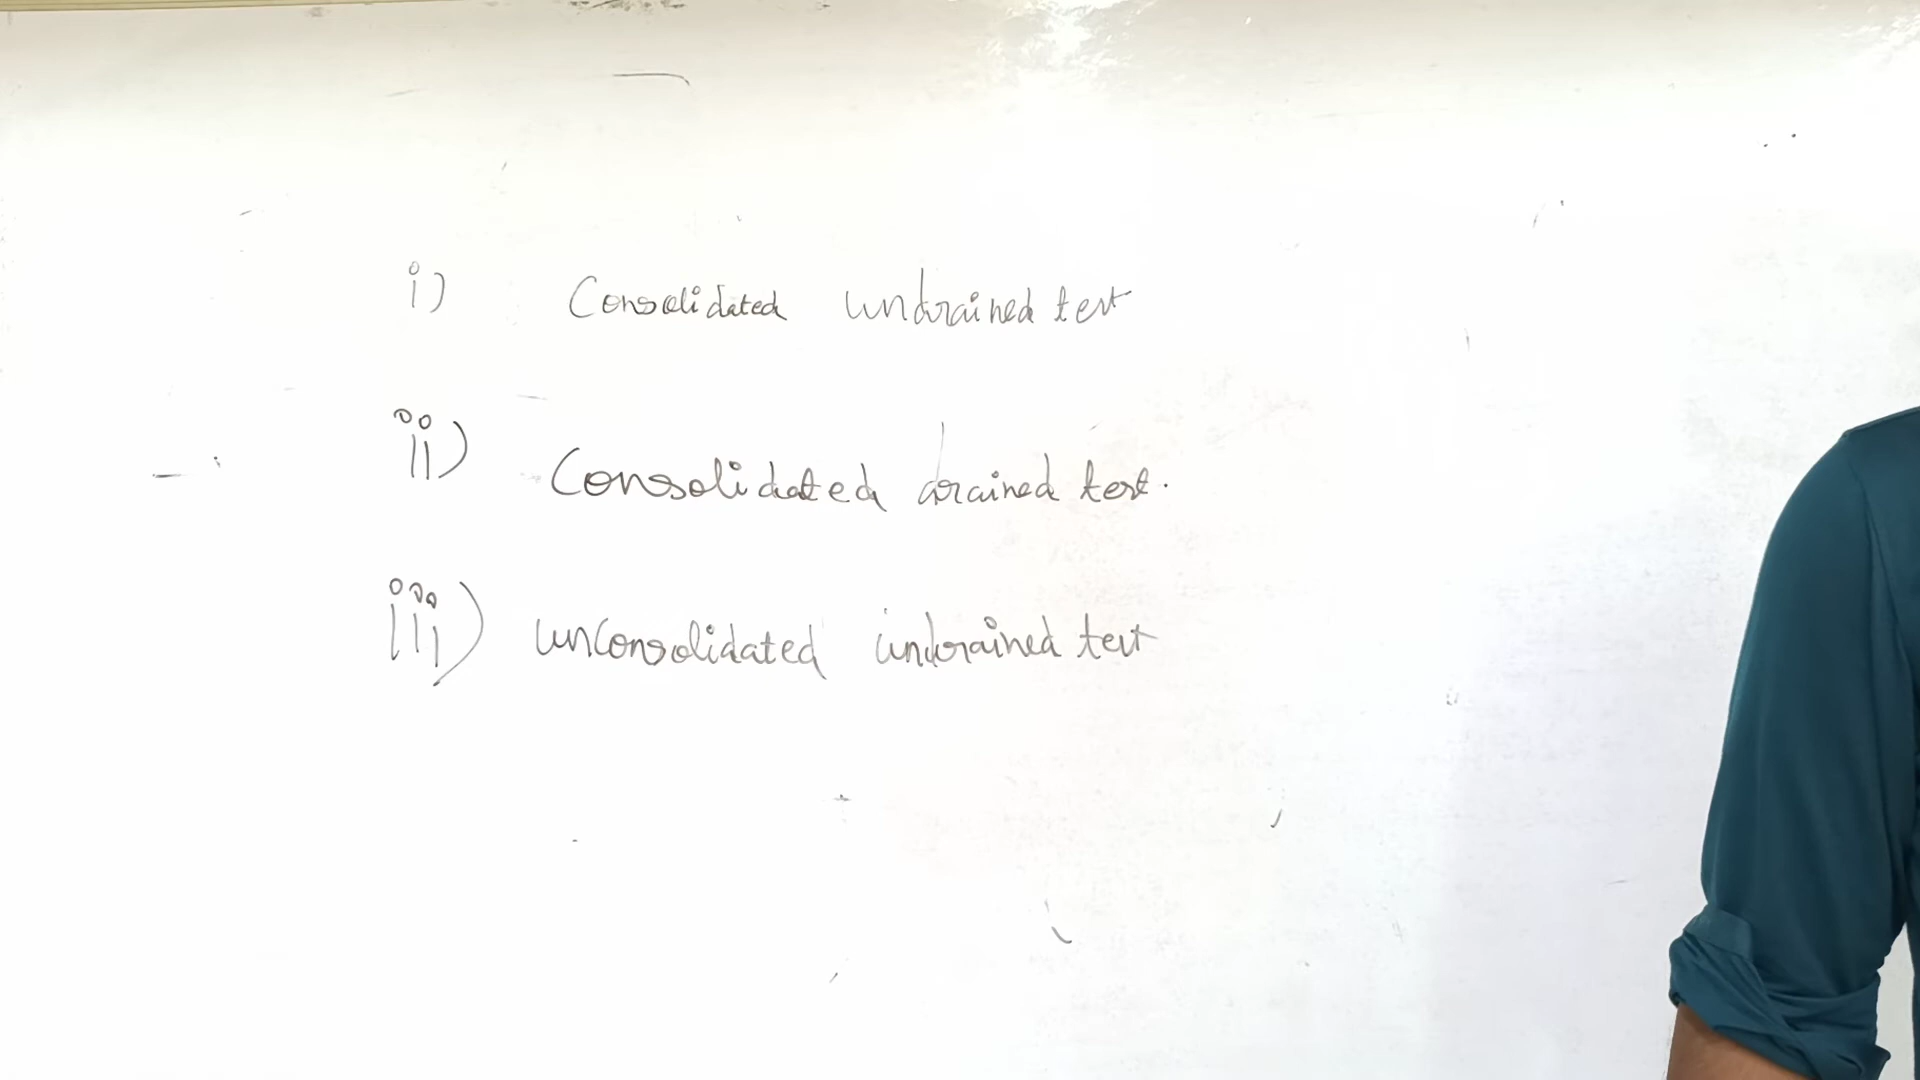 i) Consolidated undrained test
ii) Consolidated drained test.
iii) unconsolidated undrained test